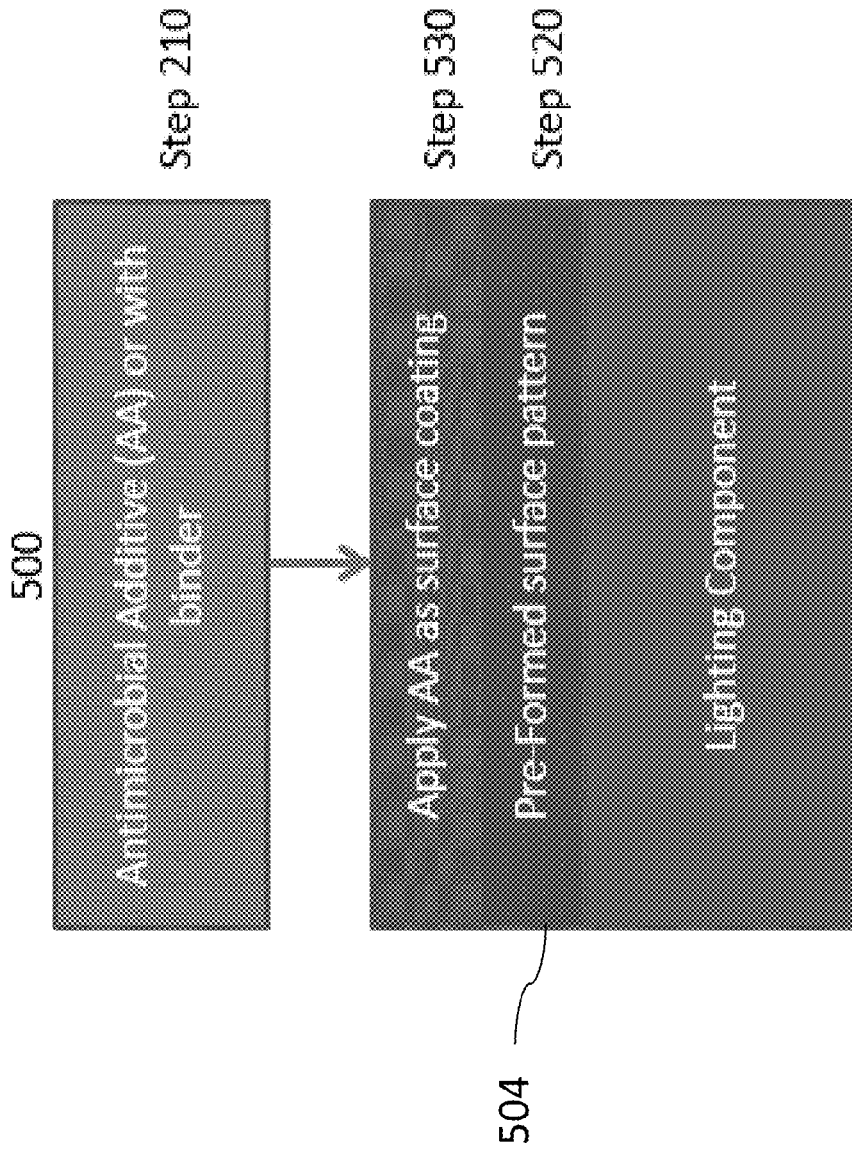 500
Antimicrobial Additive (AA) or with
binder
Step 210
Apply AA as surface coating
Step 530
Pre-Formed surface pattern
Step 520
Lighting Component
504